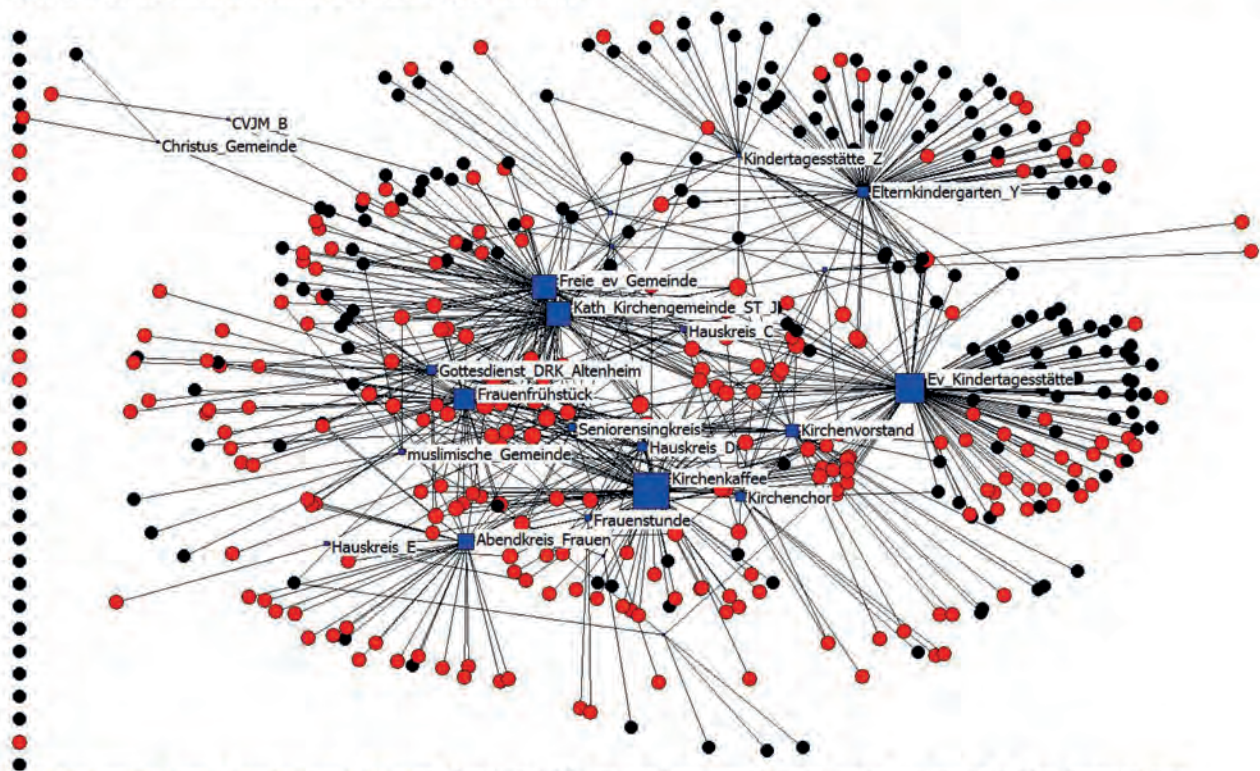 CVJM_B
Christus_Gemeinde
Kindertagesstätte_Z
Elternkindergarten_Y
Freie_ev_Gemeinde
Kath_Kirchengemeinde_ST_J
Hauskreis_C
Gottesdienst_DRK_Altenheim
Ev_Kindertagesstätte
Frauenfrühstück
Seniorensingkreis
Kirchenvorstand
Hauskreis_D
muslimische_Gemeinde
Kirchenkaffee
Kirchenchor
Frauenstunde
Abendkreis_Frauen
Hauskreis_E